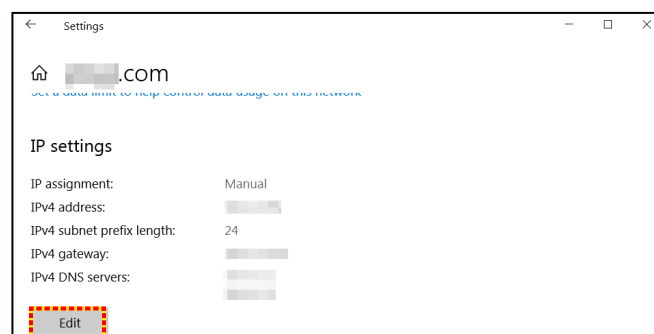 Settings
.com
Set a data limit to help control data usage on this network
IP settings
IP assignment: Manual
IPv4 address:
IPv4 subnet prefix length: 24
IPv4 gateway:
IPv4 DNS servers:
Edit